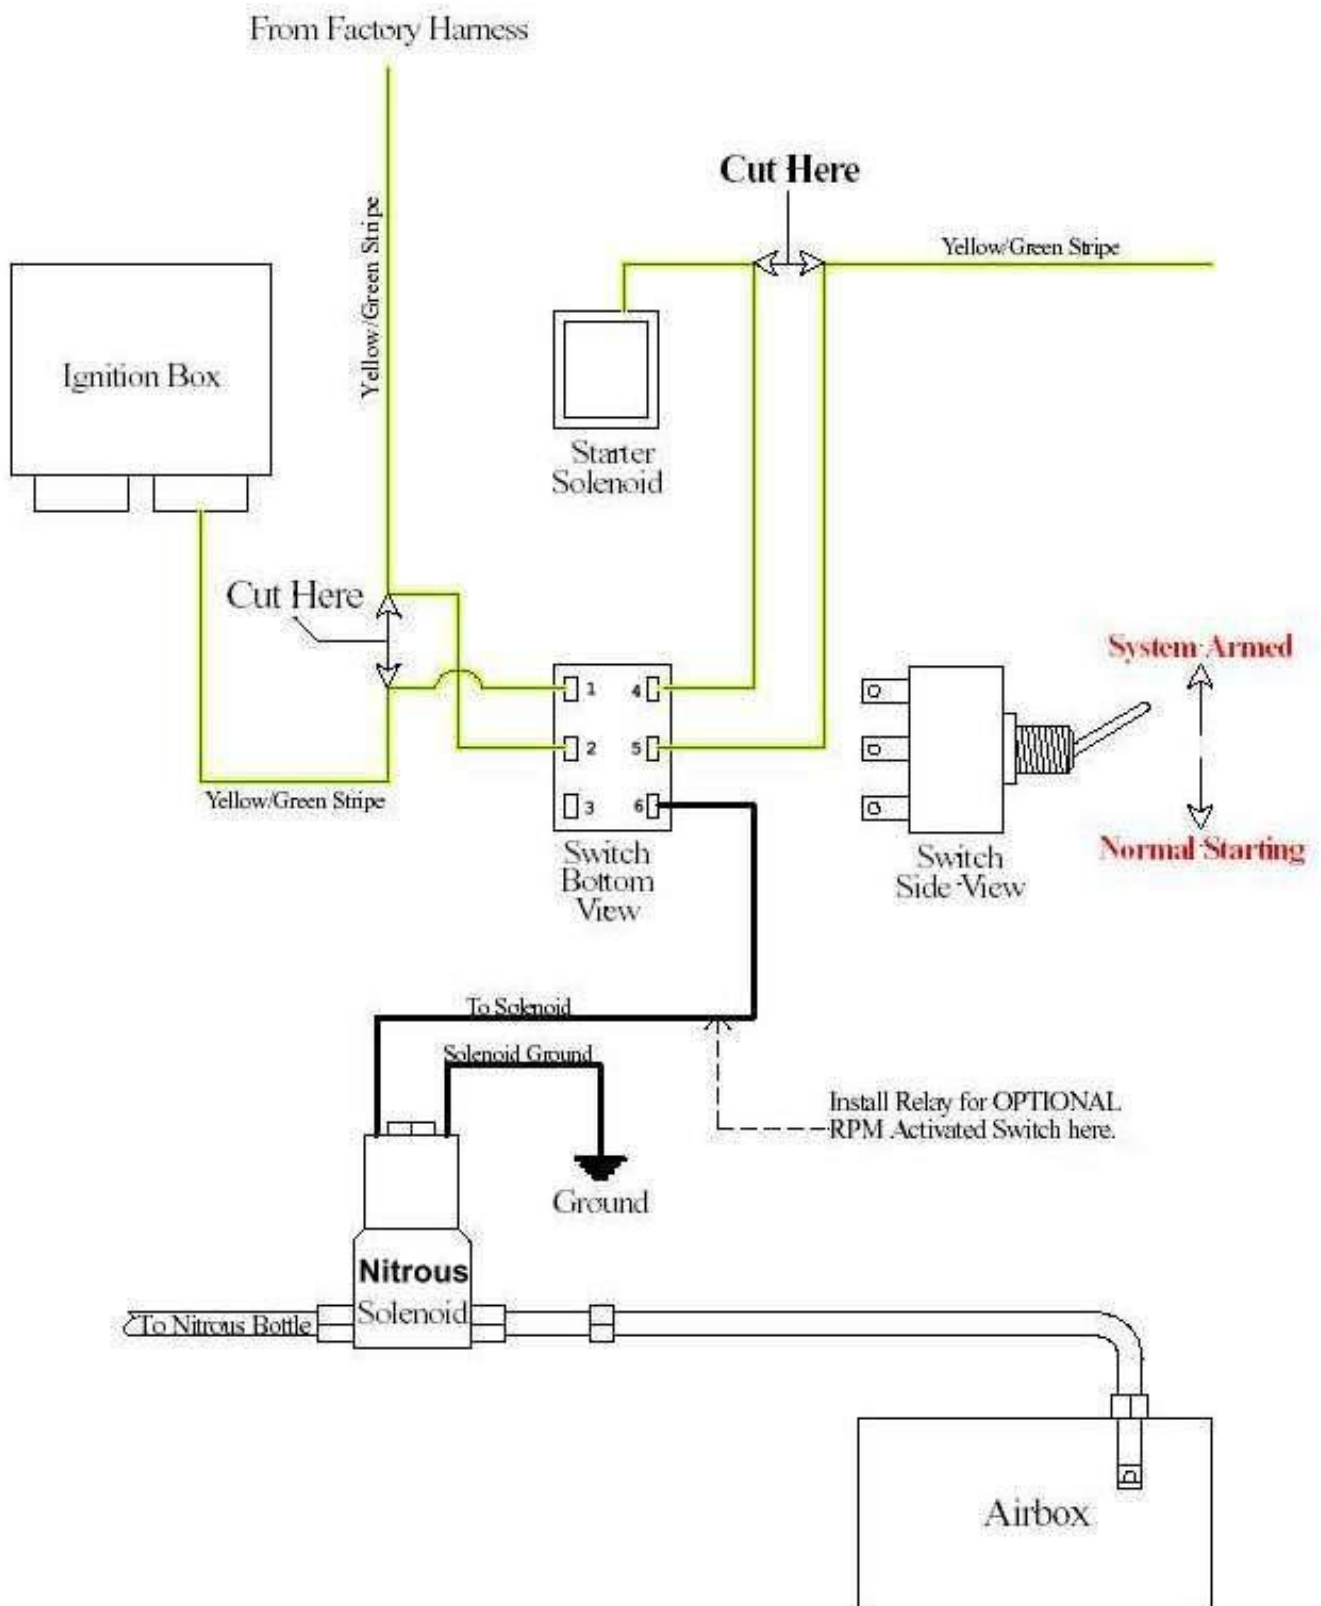 From Factory Harness
Cut Here
Yellow/Green Stripe
Yellow/Green Stripe
Ignition Box
Starter
Solenoid
Cut Here
System Armed
1
4
2
5
3
6
Yellow/Green Stripe
Switch
Bottom
View
Switch
Side View
Normal Starting
To Solenoid
Solenoid Ground
Install Relay for OPTIONAL
RPM Activated Switch here.
Ground
Nitrous
Solenoid
To Nitrous Bottle
Airbox